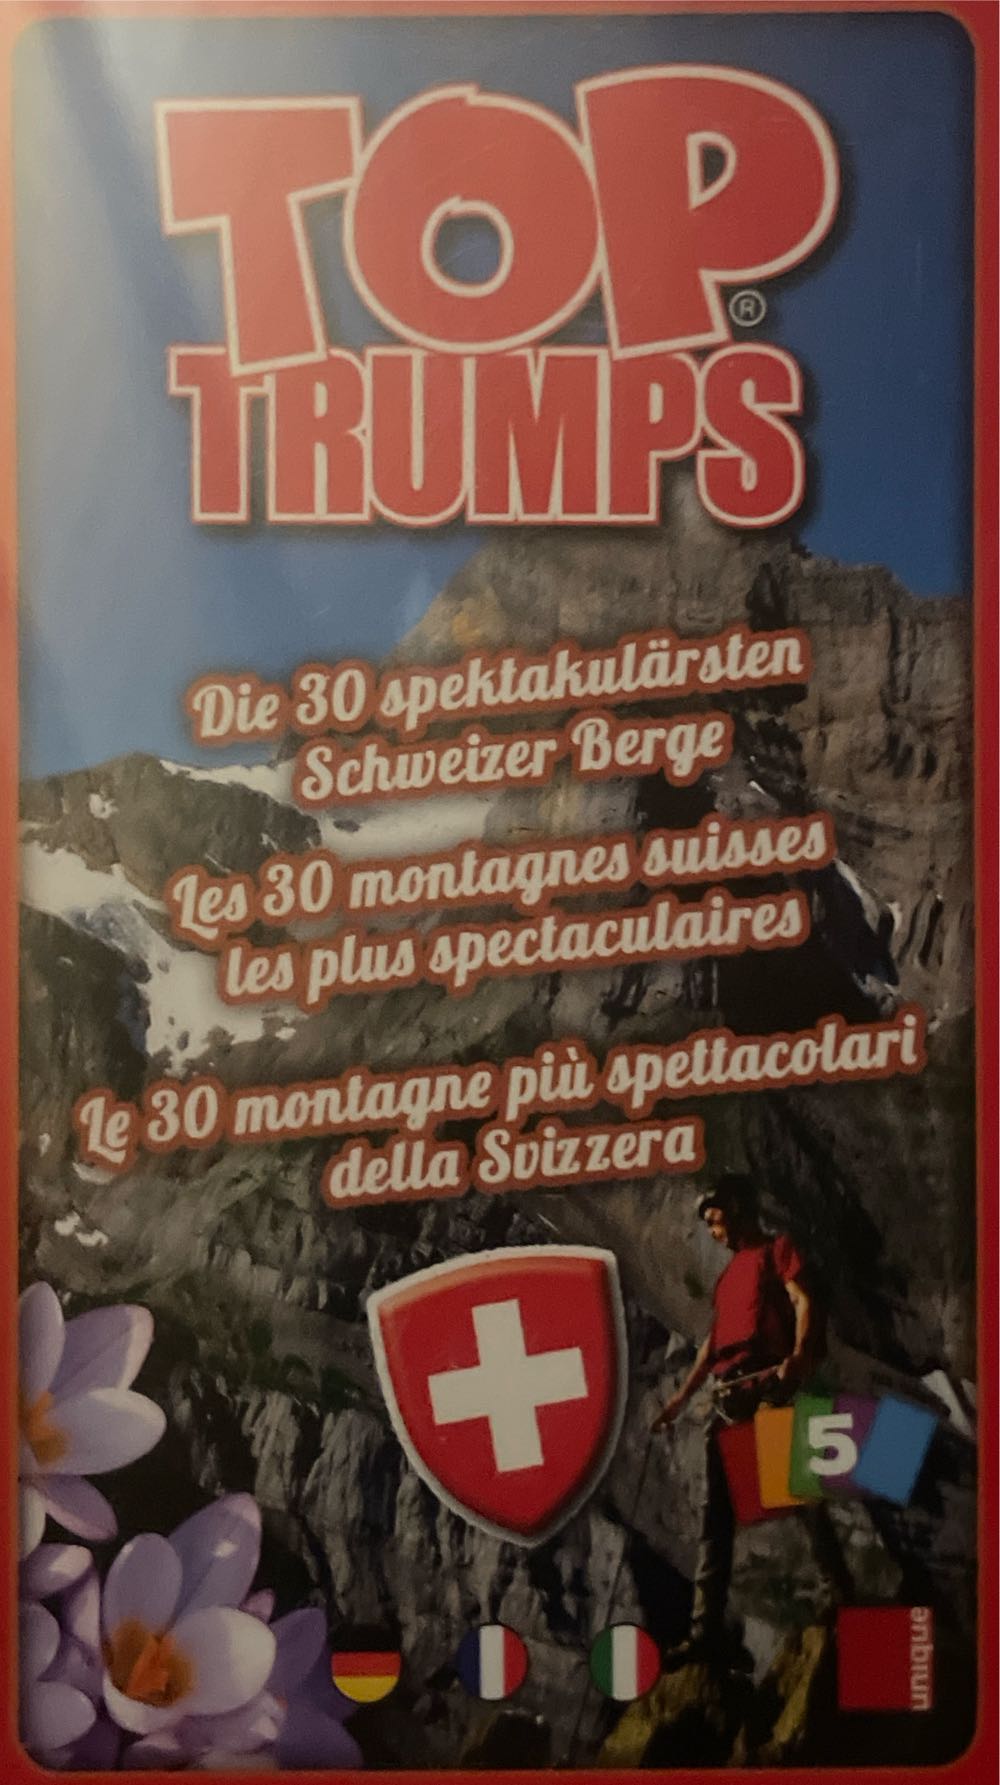 TOP
TRUMPS®
Die 30 spektakulärsten
Schweizer Berge
Les 30 montagnes suisses
les plus spectaculaires
Le 30 montagne più spettacolari
della Svizzera
5
unique